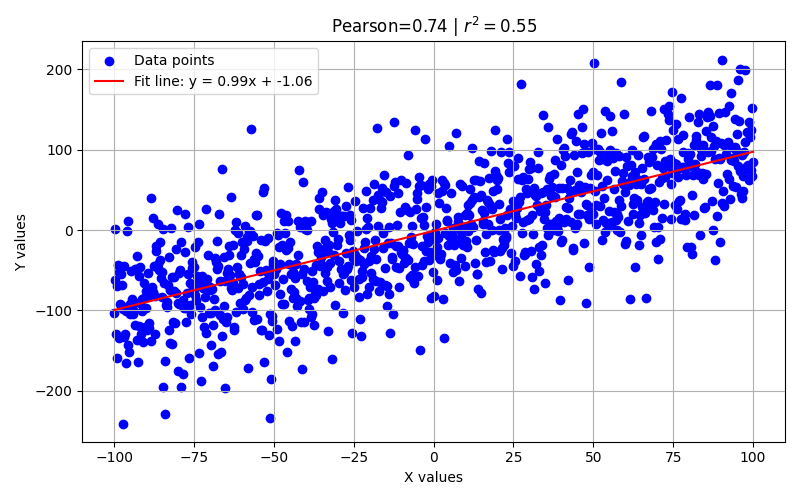 Pearson=0.74 | r² = 0.55
Data points
Fit line: y = 0.99x + -1.06
200
100
0
−100
−200
Y values
−100
−75
−50
−25
0
25
50
75
100
X values